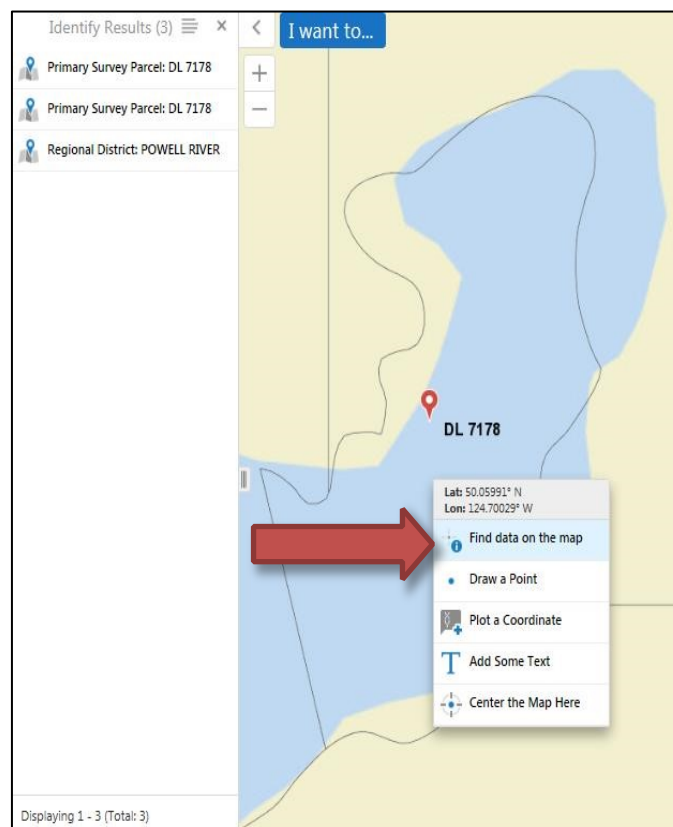 Identify Results (3)
I want to...
Primary Survey Parcel: DL 7178
Primary Survey Parcel: DL 7178
Regional District: POWELL RIVER
DL 7178
Lat: 50.05991° N
Lon: 124.70029° W
Find data on the map
Draw a Point
Plot a Coordinate
Add Some Text
Center the Map Here
Displaying 1 - 3 (Total: 3)